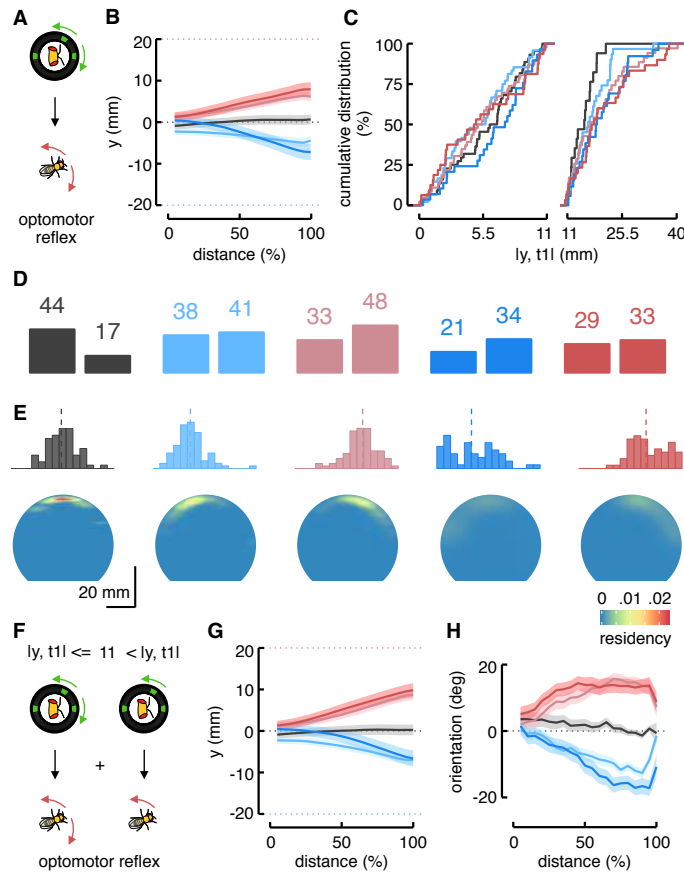 A
optomotor
reflex
B
y (mm)
20
10
0
-10
-20
0 50 100
distance (%)
C
cumulative distribution
(%)
100
75
50
25
0
0 5.5 11
11 25.5 40
|y, t1| (mm)
D
44 17 38 41 33 48 21 34 29 33
E
20 mm
0 .01 .02
residency
F
|y, t1| <= 11 < |y, t1|
+
optomotor reflex
G
y (mm)
20
10
0
-10
-20
0 50 100
distance (%)
H
orientation (deg)
20
0
-20
0 50 100
distance (%)